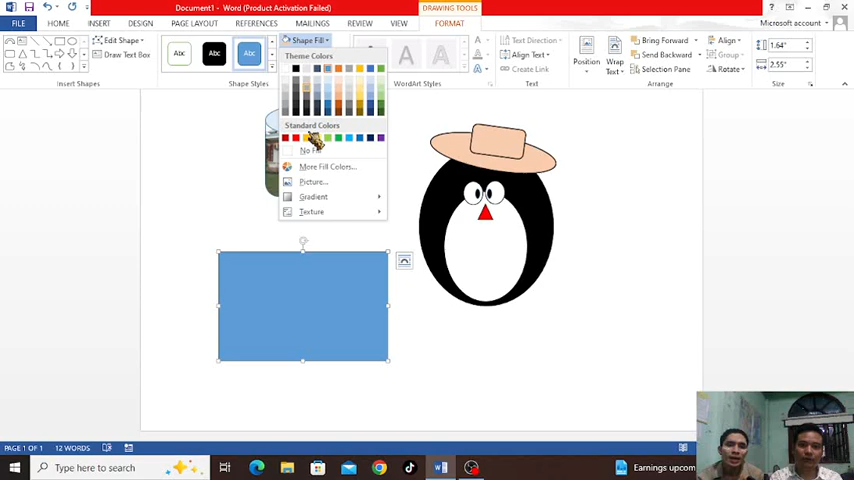 Document1 - Word (Product Activation Failed)
DRAWING TOOLS
FILE HOME INSERT DESIGN PAGE LAYOUT REFERENCES MAILINGS REVIEW VIEW FORMAT
Microsoft account
Edit Shape
Draw Text Box
Insert Shapes
Abc Abc Abc
Shape Styles
Shape Fill
Theme Colors
Standard Colors
No Fill
More Fill Colors...
Picture...
Gradient
Texture
A A
WordArt Styles
Text Direction
Align Text
Create Link
Text
Position
Wrap
Text
Bring Forward
Send Backward
Selection Pane
Align
Group
Rotate
Arrange
1.64"
2.55"
Size
PAGE 1 OF 1 12 WORDS
Type here to search
Earnings upcom